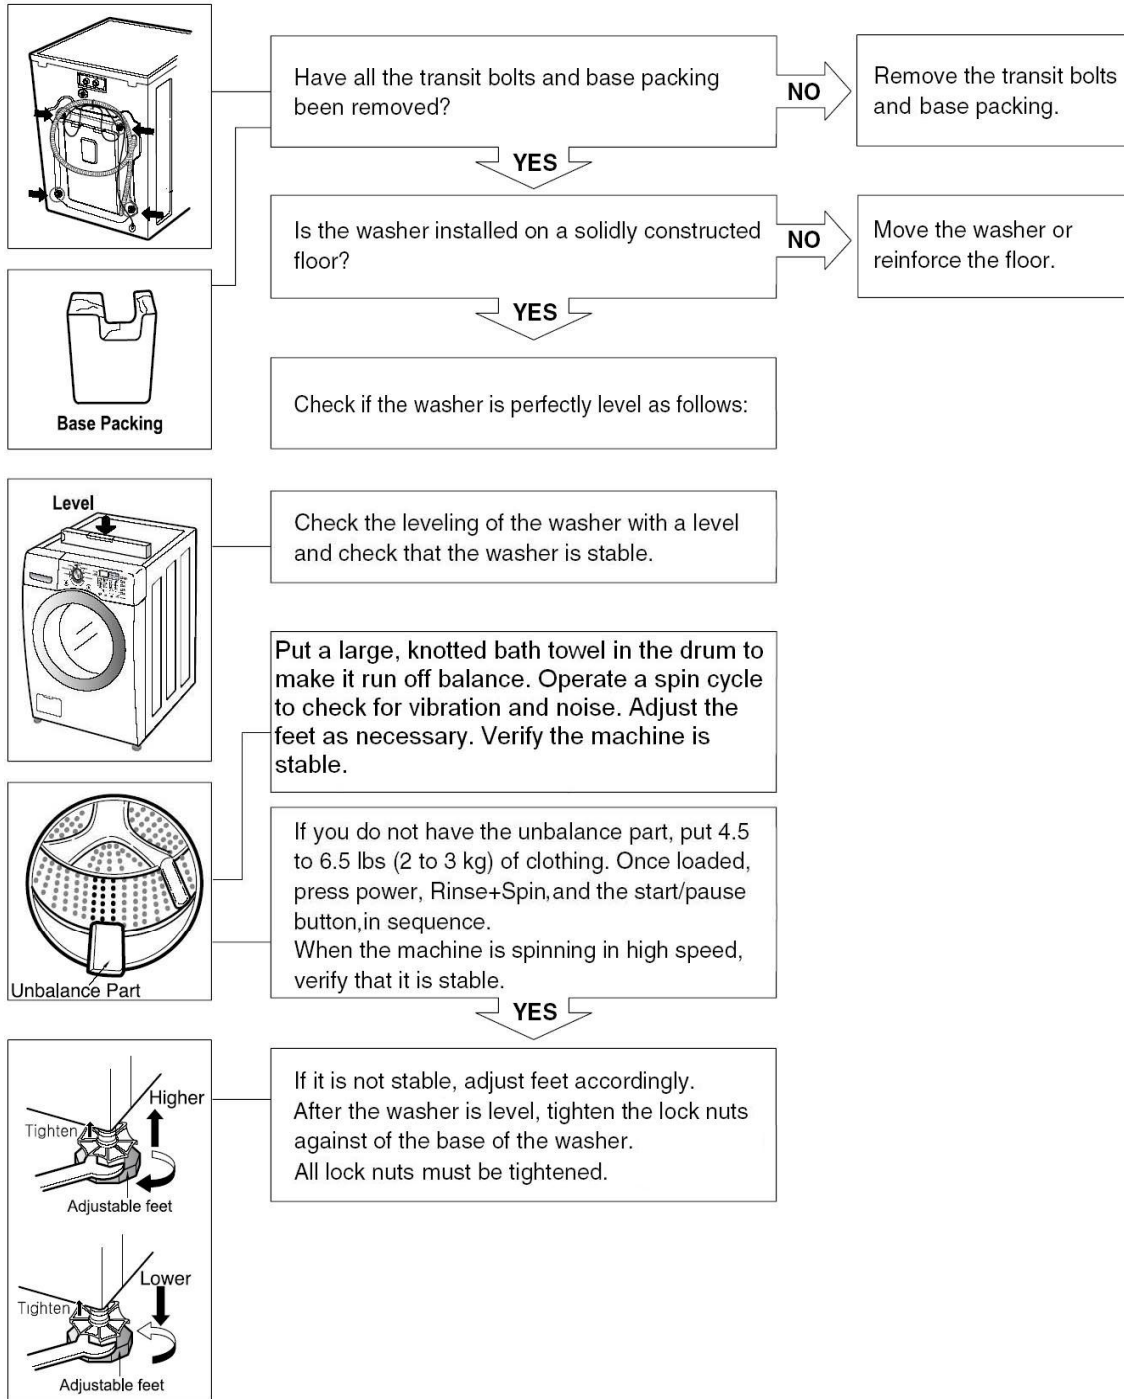 Have all the transit bolts and base packing
been removed?
NO
Remove the transit bolts
and base packing.
YES
Is the washer installed on a solidly constructed
floor?
NO
Move the washer or
reinforce the floor.
YES
Base Packing
Check if the washer is perfectly level as follows:
Level
Check the leveling of the washer with a level
and check that the washer is stable.
Put a large, knotted bath towel in the drum to
make it run off balance. Operate a spin cycle
to check for vibration and noise. Adjust the
feet as necessary. Verify the machine is
stable.
Unbalance Part
If you do not have the unbalance part, put 4.5
to 6.5 lbs (2 to 3 kg) of clothing. Once loaded,
press power, Rinse+Spin,and the start/pause
button,in sequence.
When the machine is spinning in high speed,
verify that it is stable.
YES
Higher
Tighten
Adjustable feet
If it is not stable, adjust feet accordingly.
After the washer is level, tighten the lock nuts
against of the base of the washer.
All lock nuts must be tightened.
Lower
Tighten
Adjustable feet